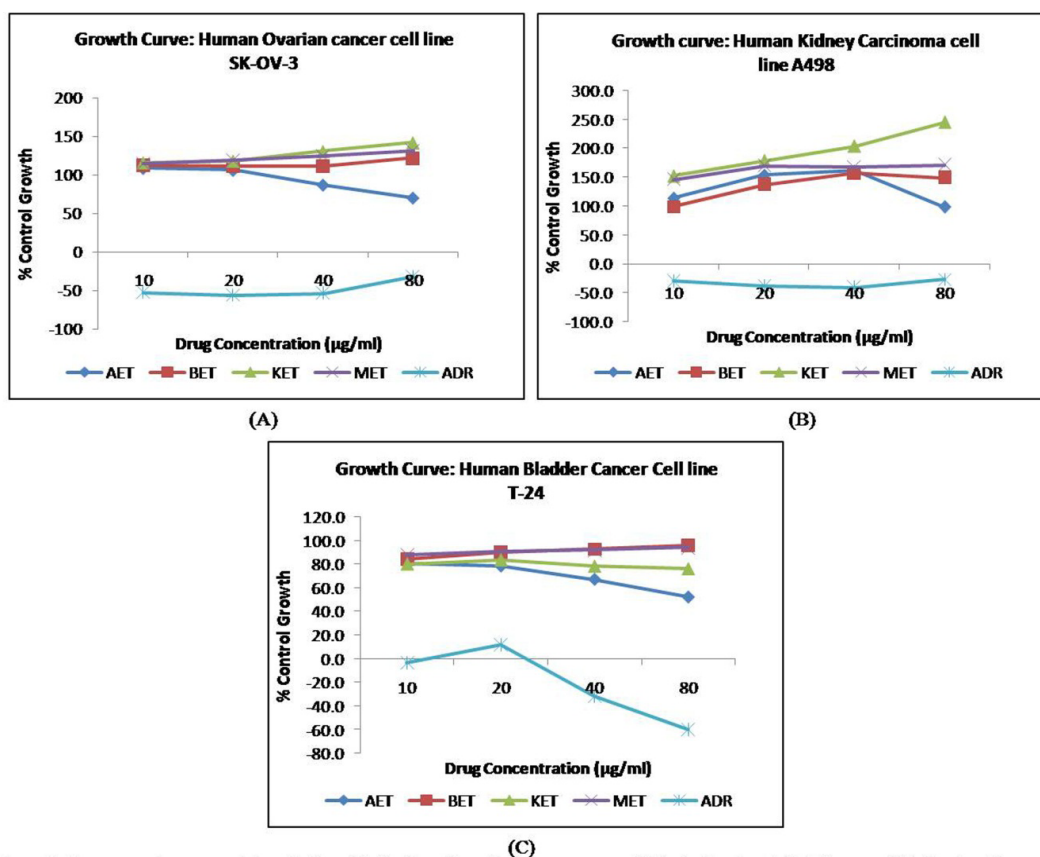 Growth Curve: Human Ovarian cancer cell line
SK-OV-3
200
150
100
50
0
-50
-100
% Control Growth
10 20 40 80
Drug Concentration (µg/ml)
AET BET KET MET ADR
(A)
Growth curve: Human Kidney Carcinoma cell
line A498
300.0
250.0
200.0
150.0
100.0
50.0
0.0
-50.0
-100.0
% Control Growth
10 20 40 80
Drug Concentration (µg/ml)
AET BET KET MET ADR
(B)
Growth Curve: Human Bladder Cancer Cell line
T-24
120.0
100.0
80.0
60.0
40.0
20.0
0.0
-20.0
-40.0
-60.0
-80.0
% Control Growth
10 20 40 80
Drug Concentration (µg/ml)
AET BET KET MET ADR
(C)